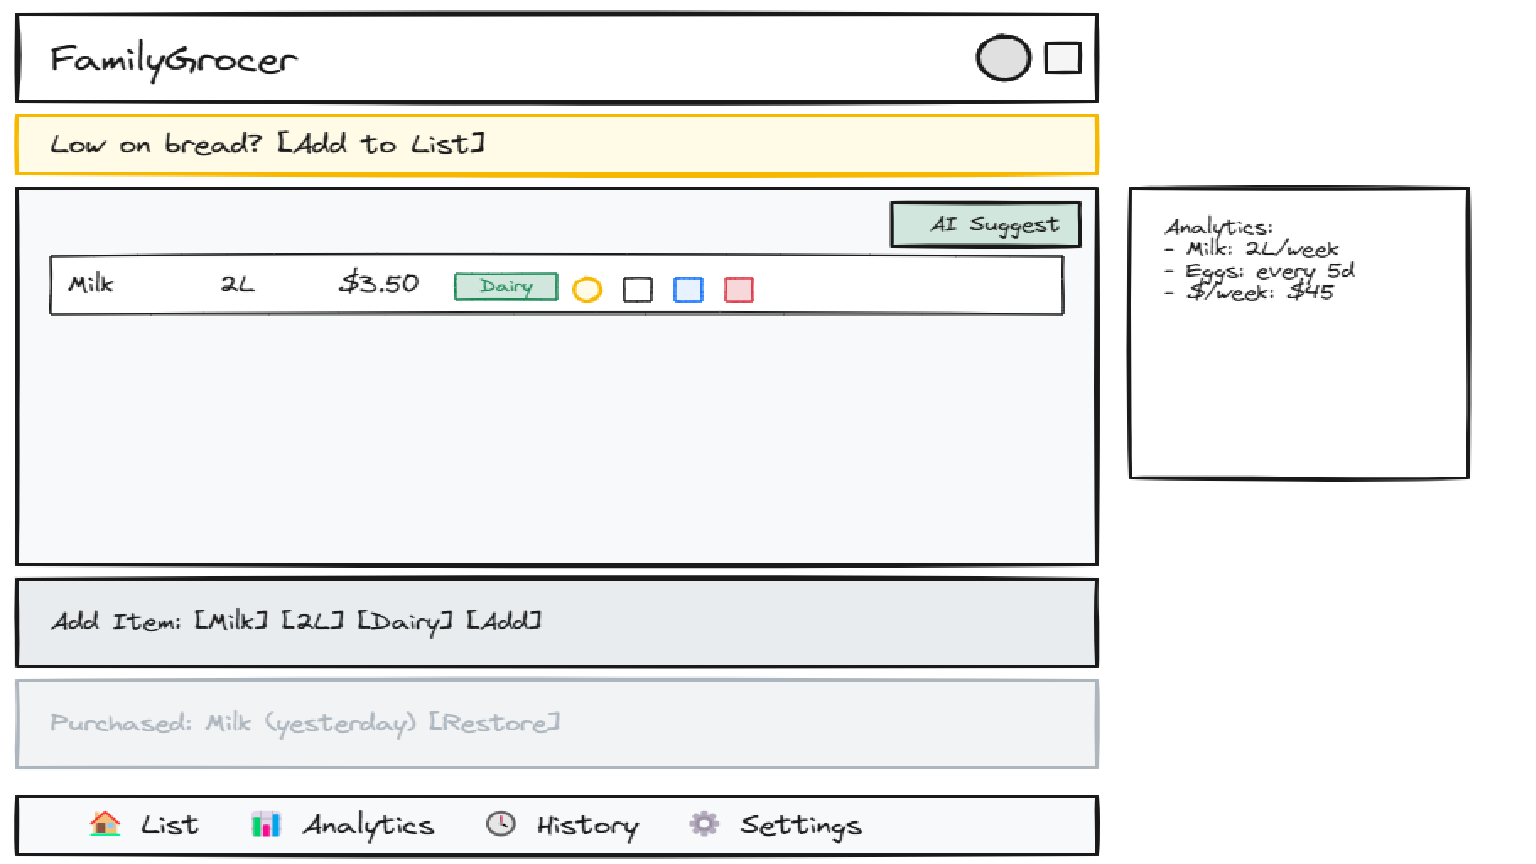 FamilyGrocer
Low on bread? [Add to List]
AI Suggest
Milk 2L $3.50 Dairy
Analytics:
- Milk: 2L/week
- Eggs: every 5d
- $/week: $45
Add Item: [Milk] [2L] [Dairy] [Add]
Purchased: Milk (yesterday) [Restore]
List Analytics History Settings